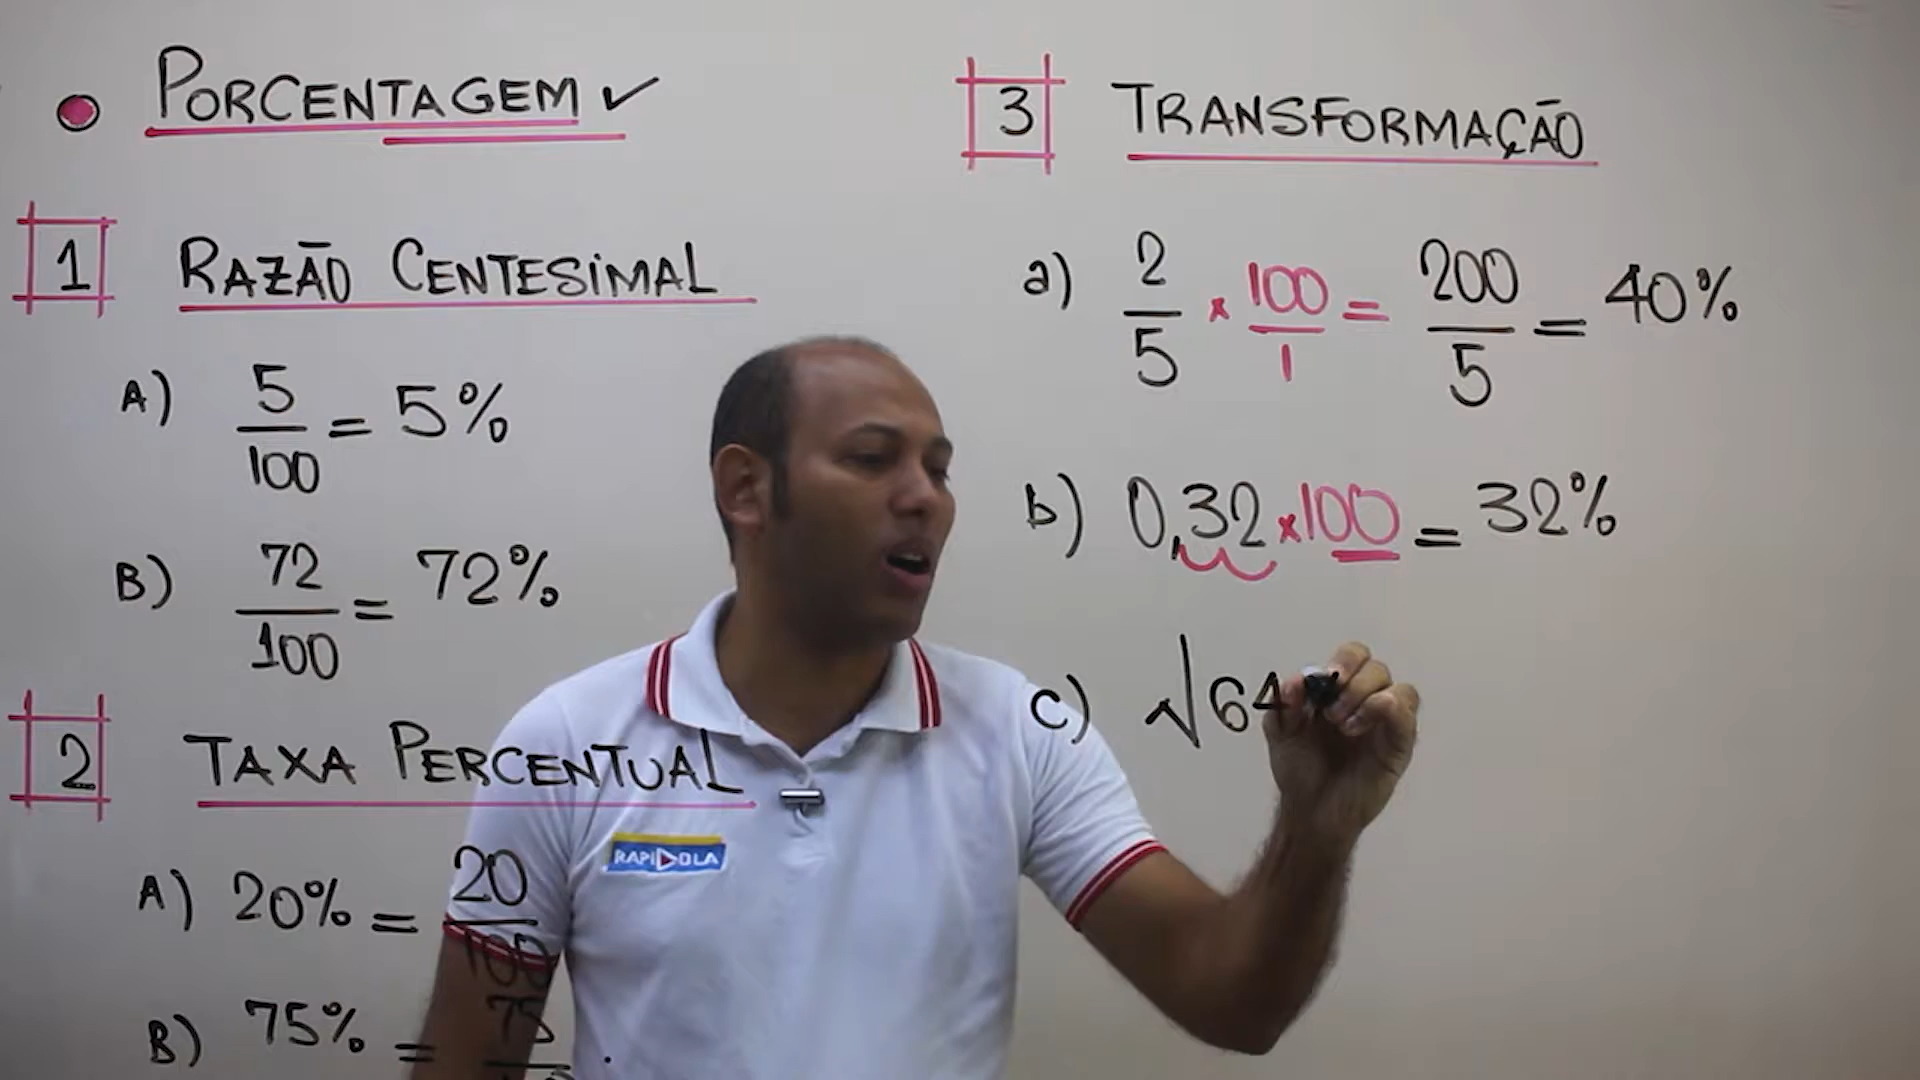 PORCENTAGEM ✓
1 RAZÃO CENTESIMAL
A) 5/100 = 5%
B) 72/100 = 72%
2 TAXA PERCENTUAL
A) 20% = 20/100
B) 75% = 75
3 TRANSFORMAÇÃO
a) 2/5 × 100/1 = 200/5 = 40%
b) 0,32 × 100 = 32%
c) √64
RAPIDOLA